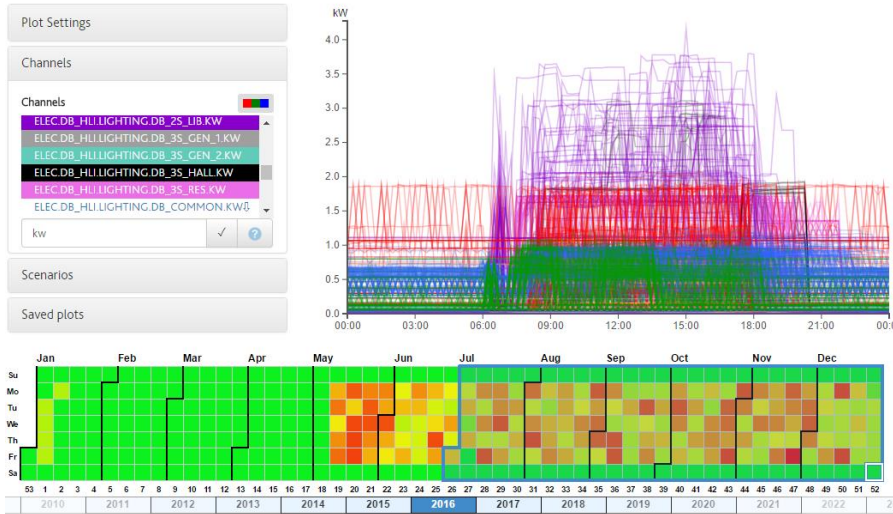 Plot Settings
Channels
Channels
ELEC.DB_HLI.LIGHTING.DB_2S_LIB.KW
ELEC.DB_HLI.LIGHTING.DB_3S_GEN_1.KW
ELEC.DB_HLI.LIGHTING.DB_3S_GEN_2.KW
ELEC.DB_HLI.LIGHTING.DB_3S_HALL.KW
ELEC.DB_HLI.LIGHTING.DB_3S_RES.KW
ELEC.DB_HLI.LIGHTING.DB_COMMON.KW⇩
kw ✓ ?
Scenarios
Saved plots
kW
4.0
3.5
3.0
2.5
2.0
1.5
1.0
0.5
0.0
00:00 03:00 06:00 09:00 12:00 15:00 18:00 21:00 00:0
Jan Feb Mar Apr May Jun Jul Aug Sep Oct Nov Dec
Su
Mo
Tu
We
Th
Fr
Sa
53 1 2 3 4 5 6 7 8 9 10 11 12 13 14 15 16 17 18 19 20 21 22 23 24 25 26 27 28 29 30 31 32 33 34 35 36 37 38 39 40 41 42 43 44 45 46 47 48 49 50 51 52
2010 2011 2012 2013 2014 2015 2016 2017 2018 2019 2020 2021 2022 2